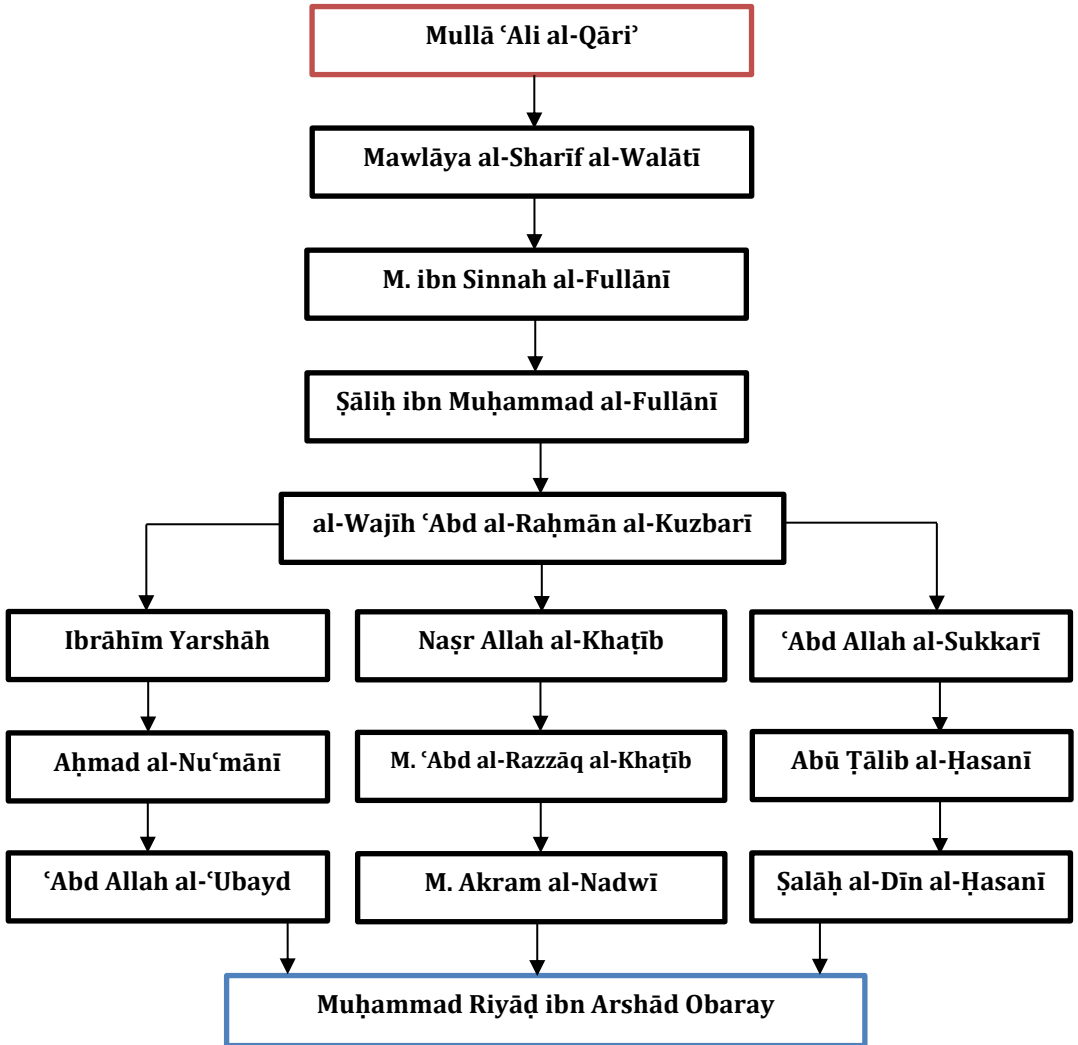 Mullā ʿAli al-Qāriʾ
Mawlāya al-Sharīf al-Walātī
M. ibn Sinnah al-Fullānī
Ṣāliḥ ibn Muḥammad al-Fullānī
al-Wajīh ʿAbd al-Raḥmān al-Kuzbarī
Ibrāhīm Yarshāh
Naṣr Allah al-Khaṭīb
ʿAbd Allah al-Sukkarī
Aḥmad al-Nuʿmānī
M. ʿAbd al-Razzāq al-Khaṭīb
Abū Ṭālib al-Ḥasanī
ʿAbd Allah al-ʿUbayd
M. Akram al-Nadwī
Ṣalāḥ al-Dīn al-Ḥasanī
Muḥammad Riyāḍ ibn Arshād Obaray